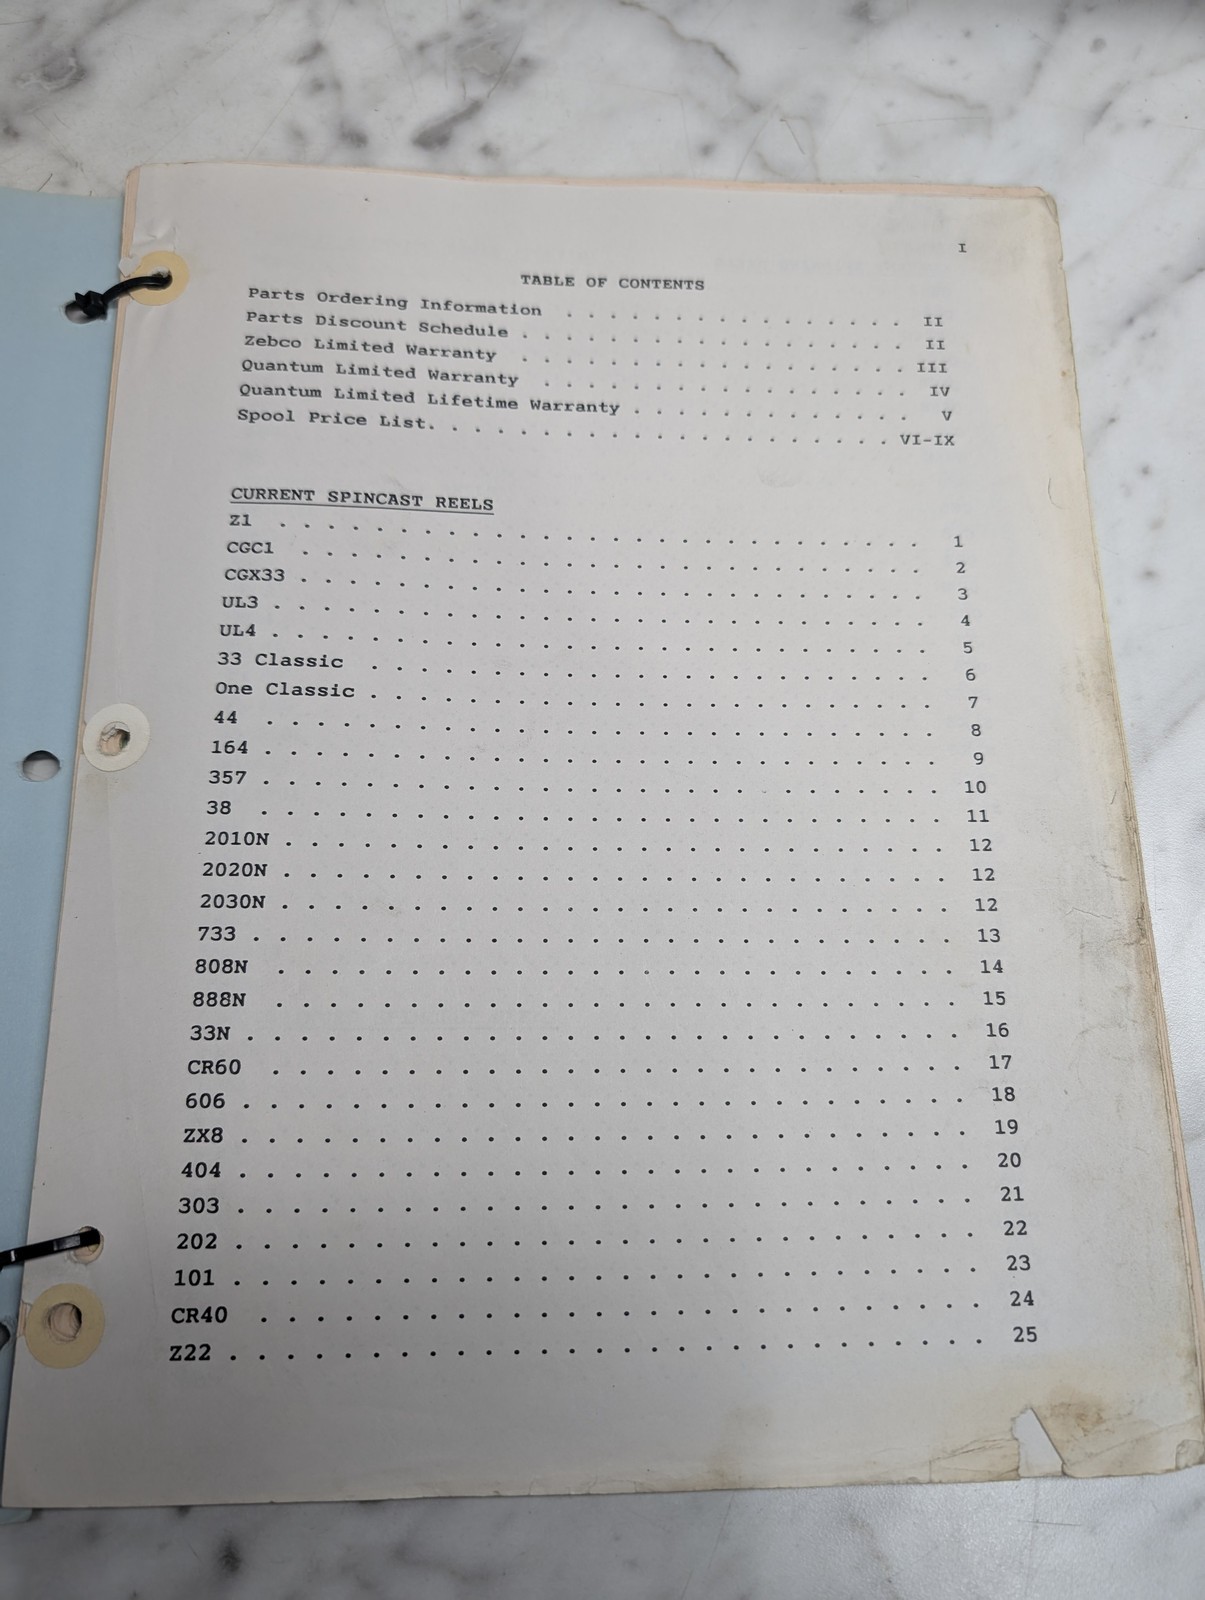 I
TABLE OF CONTENTS
Parts Ordering Information . . . . . . . . . . . . . . . II
Parts Discount Schedule . . . . . . . . . . . . . . . . . II
Zebco Limited Warranty . . . . . . . . . . . . . . . . . III
Quantum Limited Warranty . . . . . . . . . . . . . . . . IV
Quantum Limited Lifetime Warranty . . . . . . . . . . . . V
Spool Price List. . . . . . . . . . . . . . . . . . . . VI-IX
CURRENT SPINCAST REELS
Z1 . . . . . . . . . . . . . . . . . . . . . . . . . . . 1
CGC1 . . . . . . . . . . . . . . . . . . . . . . . . . . 2
CGX33 . . . . . . . . . . . . . . . . . . . . . . . . . . 3
UL3 . . . . . . . . . . . . . . . . . . . . . . . . . . . 4
UL4 . . . . . . . . . . . . . . . . . . . . . . . . . . . 5
33 Classic . . . . . . . . . . . . . . . . . . . . . . . 6
One Classic . . . . . . . . . . . . . . . . . . . . . . . 7
44 . . . . . . . . . . . . . . . . . . . . . . . . . . . 8
164 . . . . . . . . . . . . . . . . . . . . . . . . . . . 9
357 . . . . . . . . . . . . . . . . . . . . . . . . . . . 10
38 . . . . . . . . . . . . . . . . . . . . . . . . . . . 11
2010N . . . . . . . . . . . . . . . . . . . . . . . . . . 12
2020N . . . . . . . . . . . . . . . . . . . . . . . . . . 12
2030N . . . . . . . . . . . . . . . . . . . . . . . . . . 12
733 . . . . . . . . . . . . . . . . . . . . . . . . . . . 13
808N . . . . . . . . . . . . . . . . . . . . . . . . . . 14
888N . . . . . . . . . . . . . . . . . . . . . . . . . . 15
33N . . . . . . . . . . . . . . . . . . . . . . . . . . . 16
CR60 . . . . . . . . . . . . . . . . . . . . . . . . . . 17
606 . . . . . . . . . . . . . . . . . . . . . . . . . . . 18
ZX8 . . . . . . . . . . . . . . . . . . . . . . . . . . . 19
404 . . . . . . . . . . . . . . . . . . . . . . . . . . . 20
303 . . . . . . . . . . . . . . . . . . . . . . . . . . . 21
202 . . . . . . . . . . . . . . . . . . . . . . . . . . . 22
101 . . . . . . . . . . . . . . . . . . . . . . . . . . . 23
CR40 . . . . . . . . . . . . . . . . . . . . . . . . . . 24
Z22 . . . . . . . . . . . . . . . . . . . . . . . . . . . 25